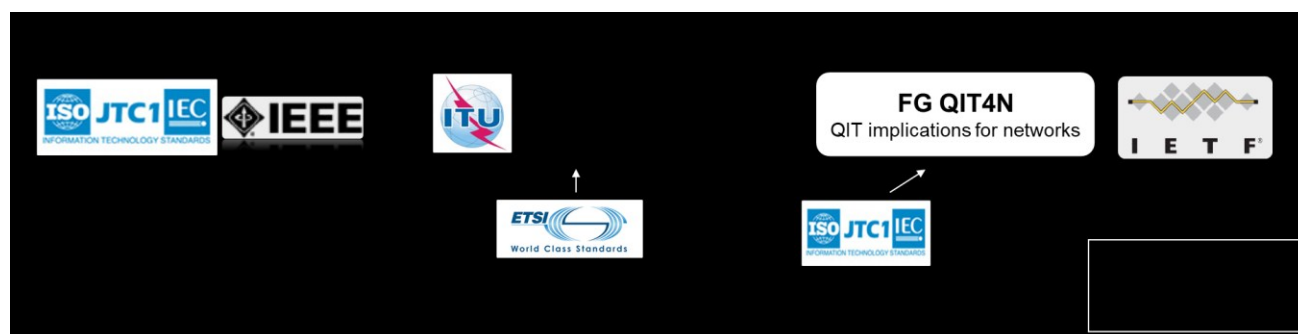 ISO JTC1 IEC
INFORMATION TECHNOLOGY STANDARDS
IEEE
ITU
FG QIT4N
QIT implications for networks
I E T F®
ETSI
World Class Standards
ISO JTC1 IEC
INFORMATION TECHNOLOGY STANDARDS